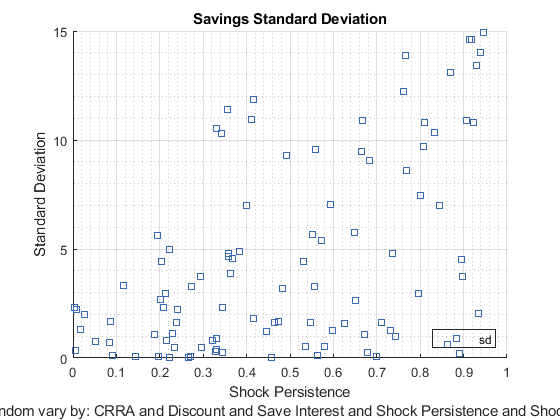 Savings Standard Deviation
15
10
5
0
Standard Deviation
sd
0 0.1 0.2 0.3 0.4 0.5 0.6 0.7 0.8 0.9 1
Shock Persistence
vary by: CRRA and Discount and Save Interest and Shock Persistence and